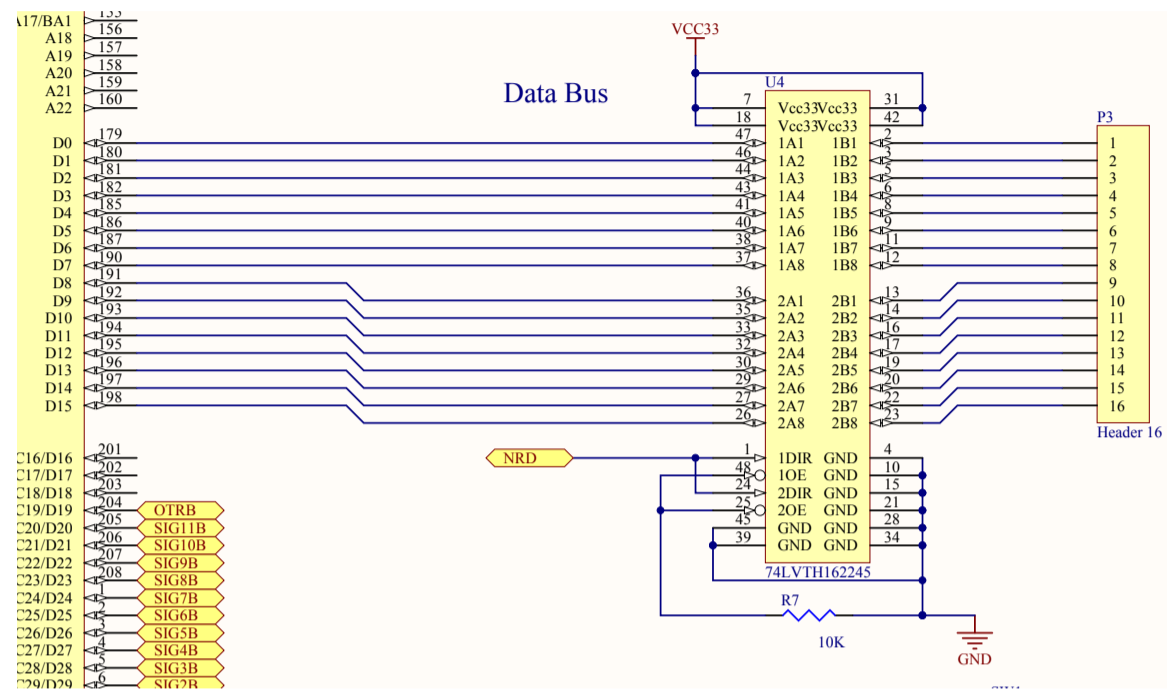 A17/BA1 155
A18 156
A19 157
A20 158
A21 159
A22 160
VCC33
Data Bus
U4
7 Vcc33 Vcc33 31
18 Vcc33 Vcc33 42
P3
D0 179 47 1A1 1B1 2 1
D1 180 46 1A2 1B2 3 2
D2 181 44 1A3 1B3 5 3
D3 182 43 1A4 1B4 6 4
D4 185 41 1A5 1B5 8 5
D5 186 40 1A6 1B6 9 6
D6 187 38 1A7 1B7 11 7
D7 190 37 1A8 1B8 12 8
D8 191 9
D9 192 36 2A1 2B1 13 10
D10 193 35 2A2 2B2 14 11
D11 194 33 2A3 2B3 16 12
D12 195 32 2A4 2B4 17 13
D13 196 30 2A5 2B5 19 14
D14 197 29 2A6 2B6 20 15
D15 198 27 2A7 2B7 22 16
26 2A8 2B8 23
Header 16
C16/D16 201 NRD 1 1DIR GND 4
C17/D17 202 48 1OE GND 10
C18/D18 203 24 2DIR GND 15
C19/D19 204 OTRB 25 2OE GND 21
C20/D20 205 SIG11B 45 GND GND 28
C21/D21 206 SIG10B 39 GND GND 34
C22/D22 207 SIG9B 74LVTH162245
C23/D23 208 SIG8B
C24/D24 1 SIG7B R7
C25/D25 2 SIG6B
C26/D26 3 SIG5B 10K
C27/D27 4 SIG4B GND
C28/D28 5 SIG3B
C29/D29 6 SIG2B